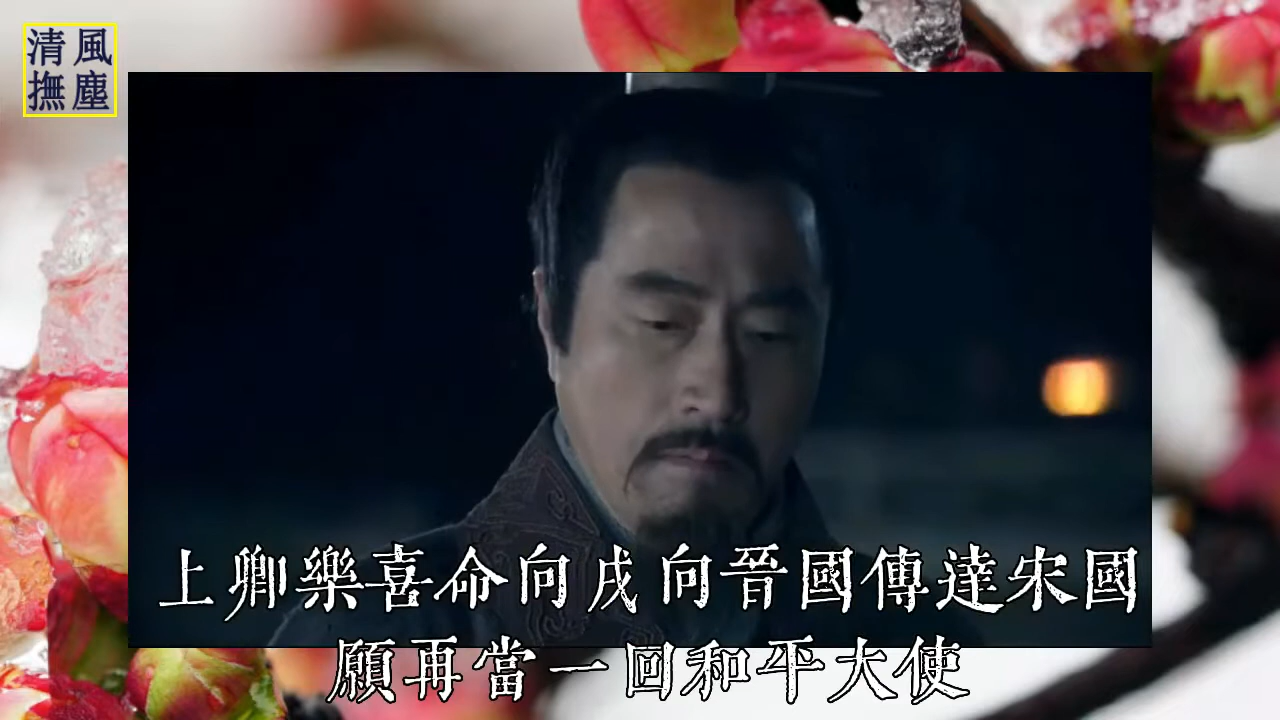 清風
撫塵
上卿樂喜命向戌向晉國傳達宋國
願再當一回和平大使